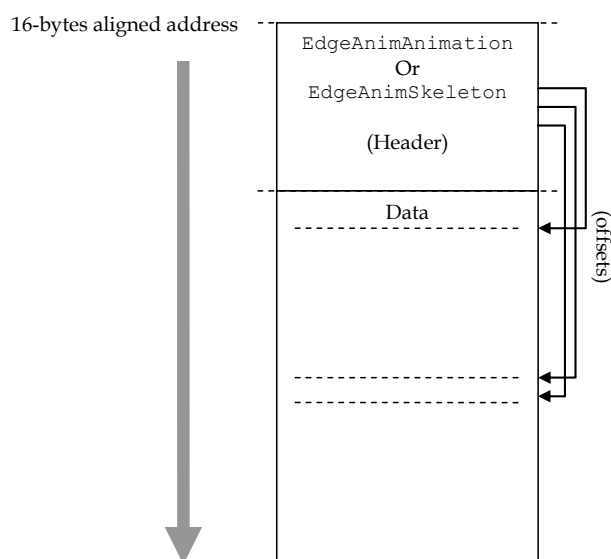 16-bytes aligned address
EdgeAnimAnimation
Or
EdgeAnimSkeleton
(Header)
Data
(offsets)